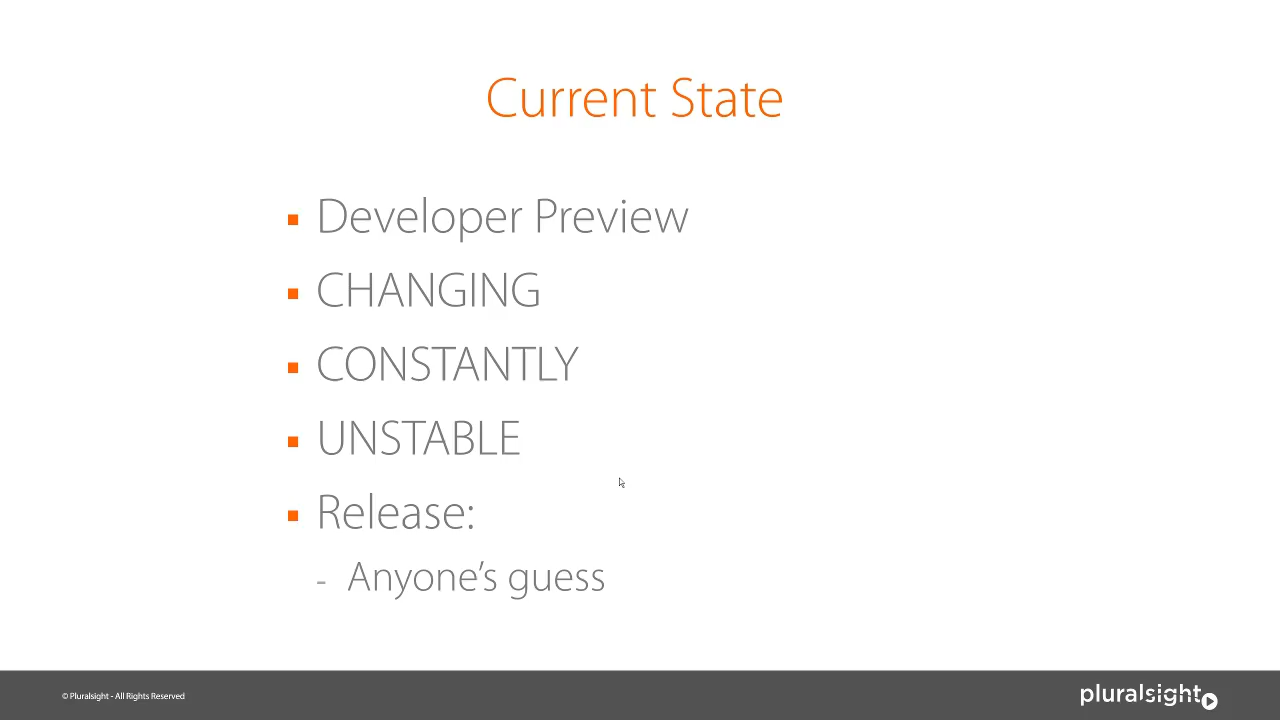 Current State
▪ Developer Preview
▪ CHANGING
▪ CONSTANTLY
▪ UNSTABLE
▪ Release:
- Anyone's guess
© Pluralsight - All Rights Reserved
pluralsight